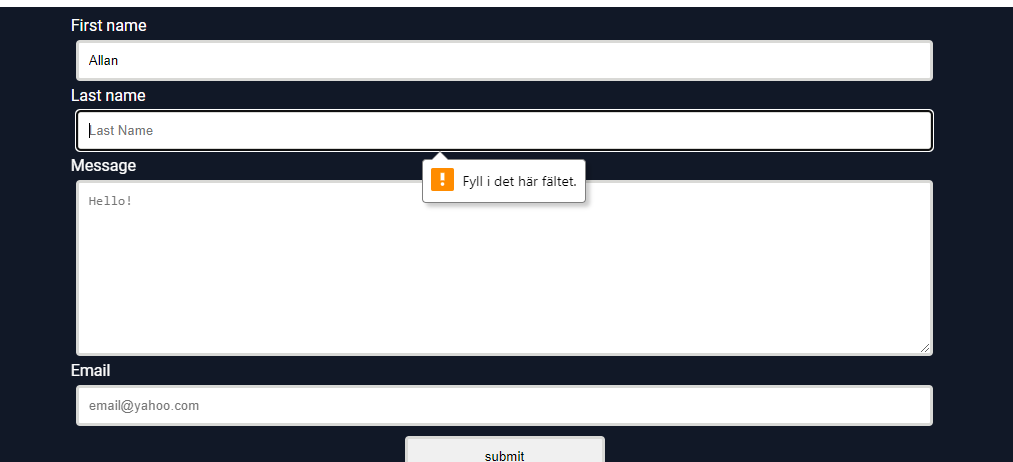 First name
Allan
Last name
Last Name
Message
Fyll i det här fältet.
Hello!
Email
email@yahoo.com
submit